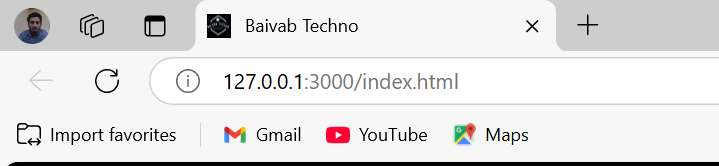 Baivab Techno
127.0.0.1:3000/index.html
Import favorites Gmail YouTube Maps